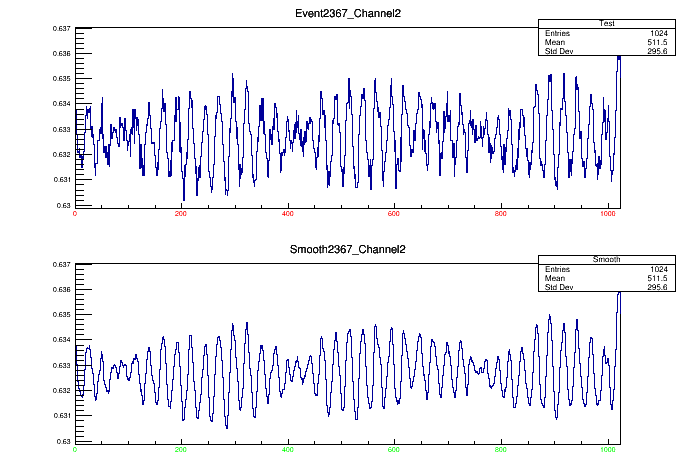 Event2367_Channel2
Test
Entries 1024
Mean 511.5
Std Dev 295.6
0.637
0.636
0.635
0.634
0.633
0.632
0.631
0.63
0 200 400 600 800 1000
Smooth2367_Channel2
Smooth
Entries 1024
Mean 511.5
Std Dev 295.6
0.637
0.636
0.635
0.634
0.633
0.632
0.631
0.63
0 200 400 600 800 1000